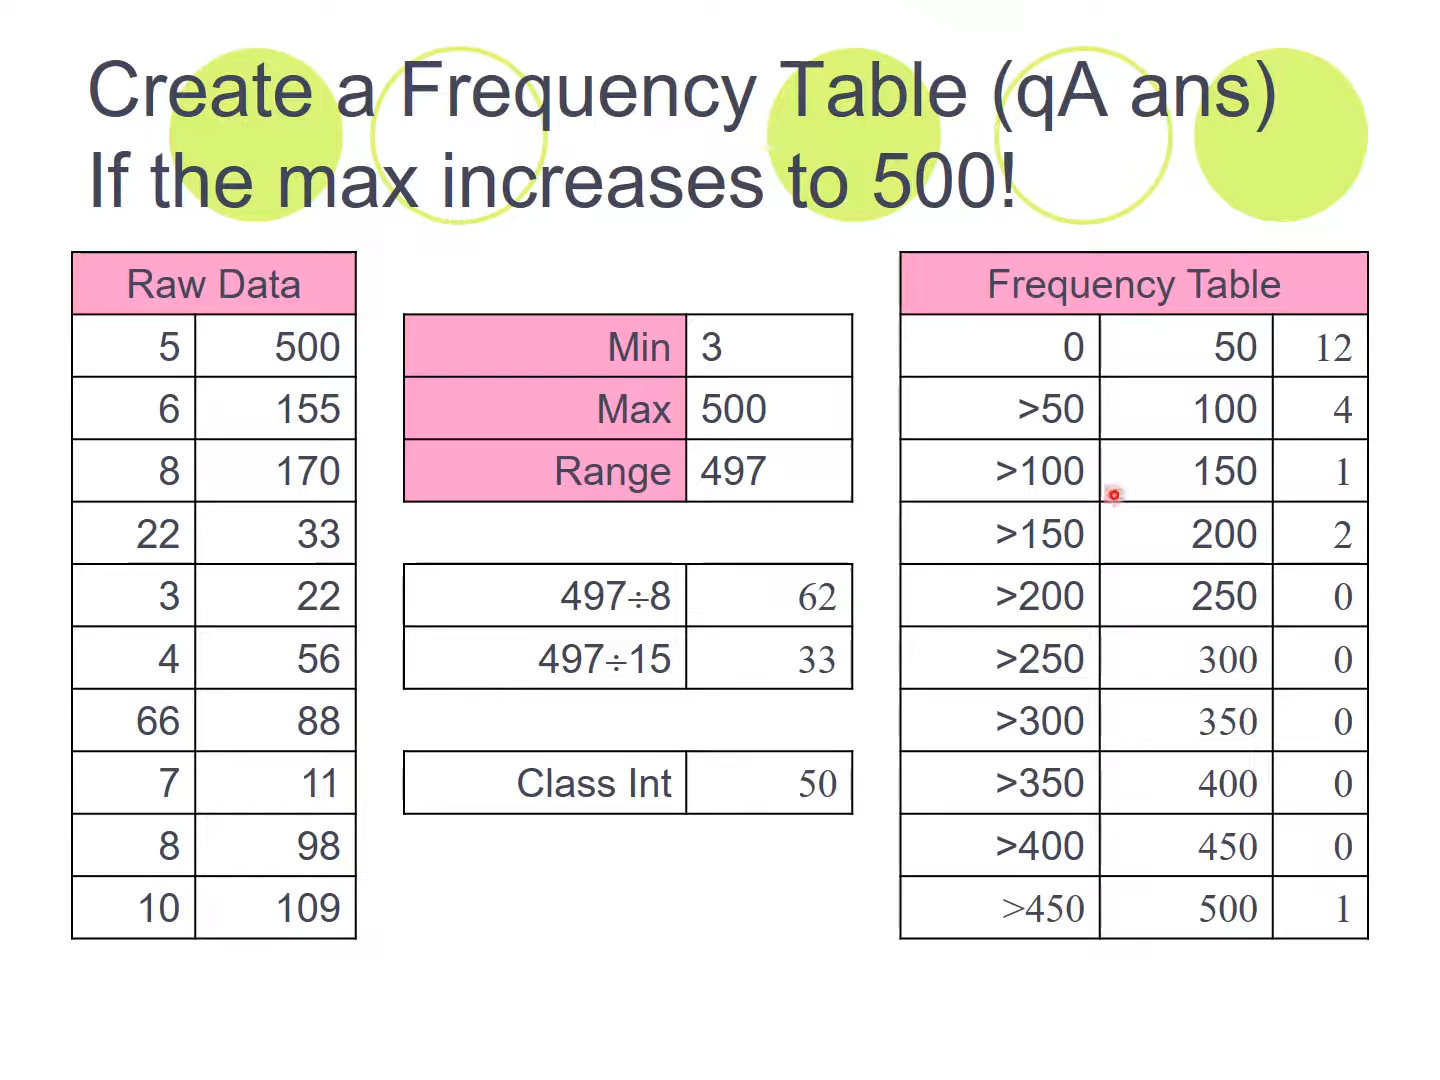 Create a Frequency Table (qA ans)
If the max increases to 500!
Raw Data
5 500
6 155
8 170
22 33
3 22
4 56
66 88
7 11
8 98
10 109
Min 3
Max 500
Range 497
497÷8 62
497÷15 33
Class Int 50
Frequency Table
0 50 12
>50 100 4
>100 150 1
>150 200 2
>200 250 0
>250 300 0
>300 350 0
>350 400 0
>400 450 0
>450 500 1